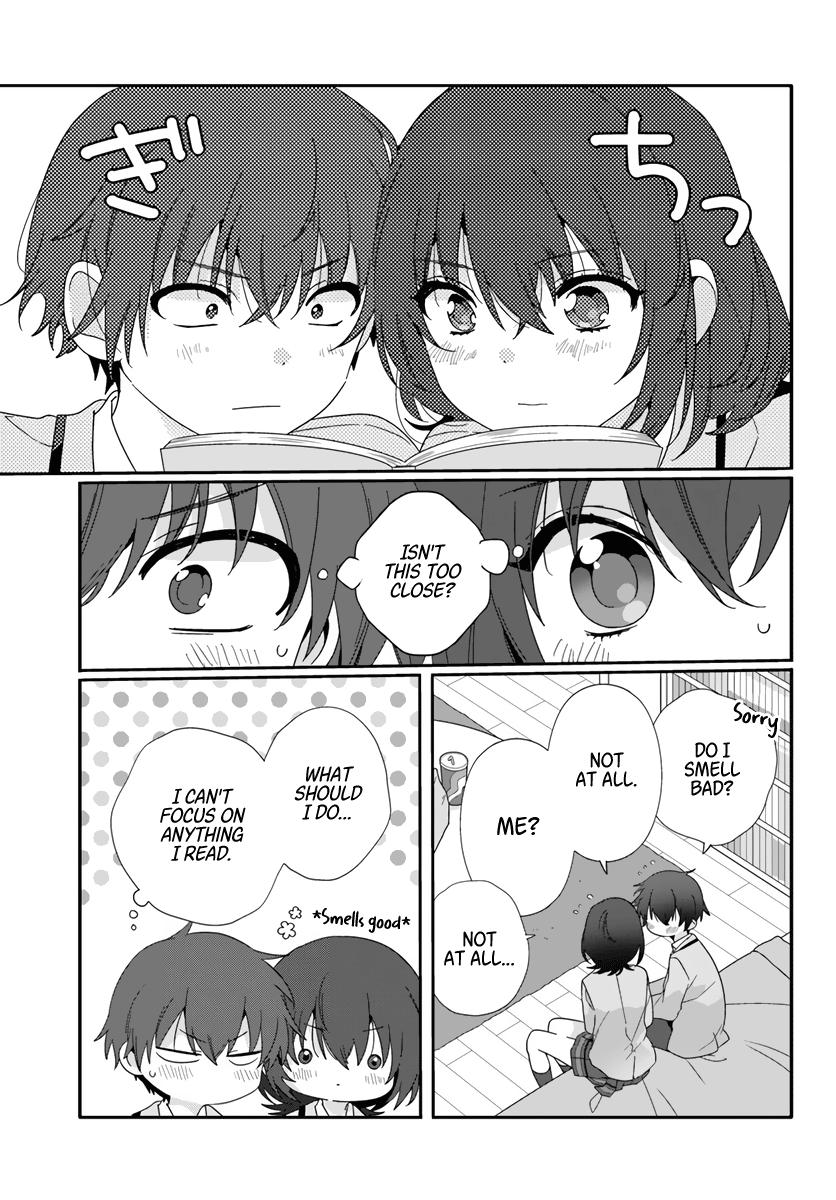 ちっ
ぎ
ISN'T
THIS TOO
CLOSE?
Sorry
DO I
SMELL
BAD?
NOT
AT ALL.
ME?
NOT
AT ALL...
WHAT
SHOULD
I DO...
I CAN'T
FOCUS ON
ANYTHING
I READ.
*Smells good*